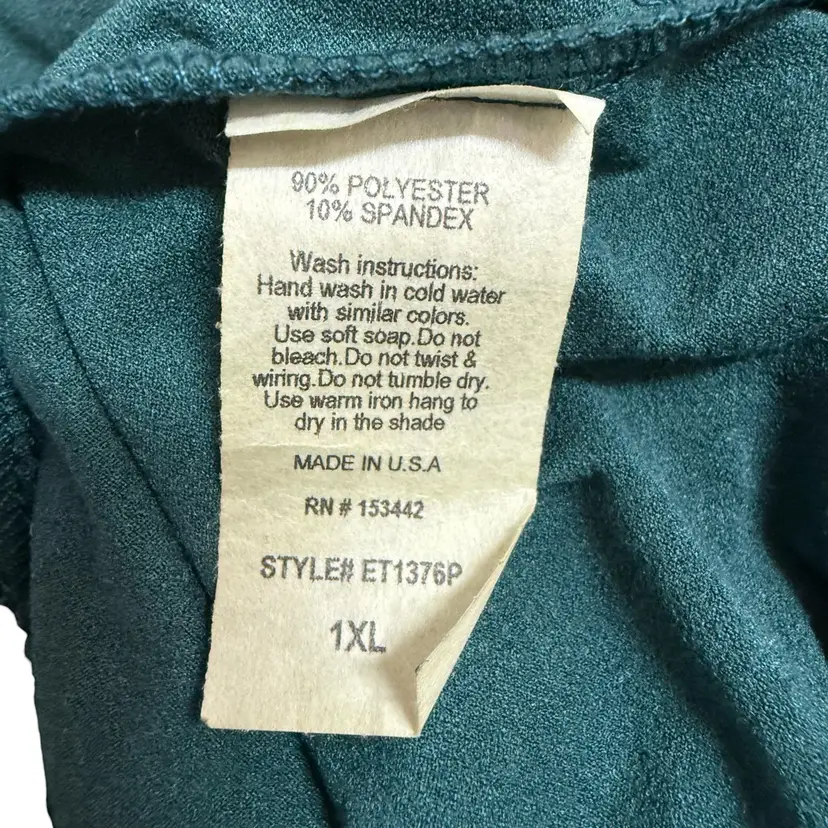 90% POLYESTER
10% SPANDEX
Wash instructions:
Hand wash in cold water
with similar colors.
Use soft soap.Do not
bleach.Do not twist &
wiring.Do not tumble dry.
Use warm iron hang to
dry in the shade
MADE IN U.S.A
RN # 153442
STYLE# ET1376P
1XL